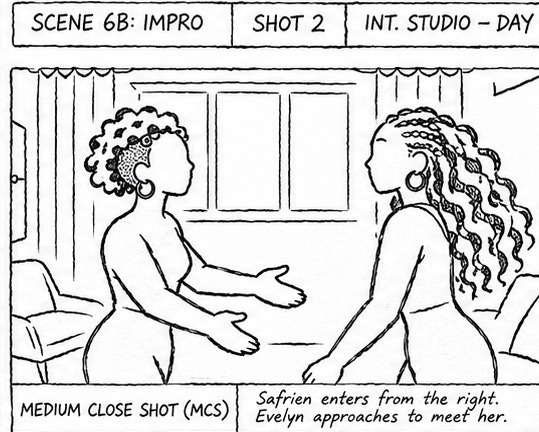 SCENE 6B: IMPRO
SHOT 2
INT. STUDIO – DAY
MEDIUM CLOSE SHOT (MCS)
Safrien enters from the right.
Evelyn approaches to meet her.